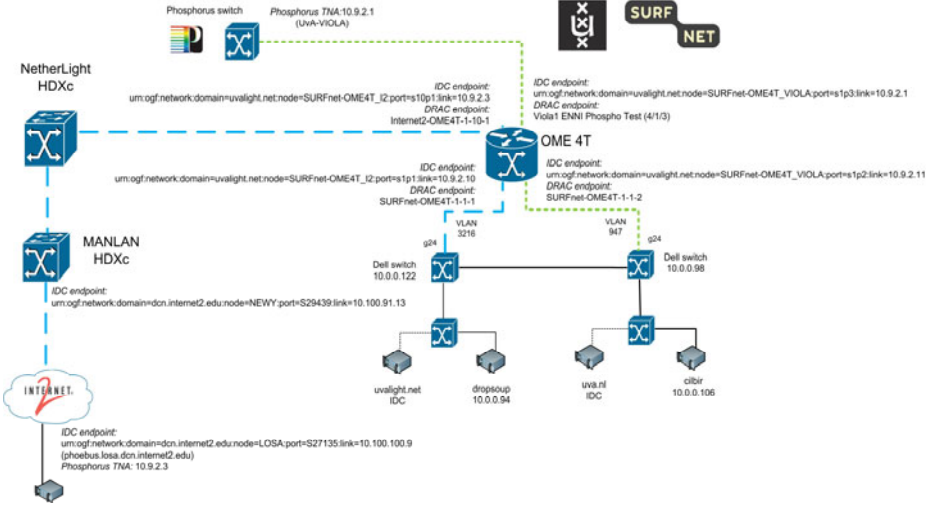 Phosphorus switch
Phosphorus TNA:10.9.2.1
(UvA-VIOLA)
P
SURF
NET
NetherLight
HDXc
IDC endpoint:
urn:ogf:network:domain=uvalight.net:node=SURFnet-OME4T_I2:port=s10p1:link=10.9.2.3
DRAC endpoint:
Internet2-OME4T-1-10-1
IDC endpoint:
urn:ogf:network:domain=uvalight.net:node=SURFnet-OME4T_VIOLA:port=s1p3:link=10.9.2.1
DRAC endpoint:
Viola1 ENNI Phospho Test (4/1/3)
OME 4T
IDC endpoint:
urn:ogf:network:domain=uvalight.net:node=SURFnet-OME4T_I2:port=s1p1:link=10.9.2.10
DRAC endpoint:
SURFnet-OME4T-1-1-1
IDC endpoint:
urn:ogf:network:domain=uvalight.net:node=SURFnet-OME4T_VIOLA:port=s1p2:link=10.9.2.11
DRAC endpoint:
SURFnet-OME4T-1-1-2
VLAN
3216
VLAN
947
g24
g24
MANLAN
HDXc
Dell switch
10.0.0.122
Dell switch
10.0.0.98
IDC endpoint:
urn:ogf:network:domain=dcn.internet2.edu:node=NEWY:port=S29439:link=10.100.91.13
uvalight.net
IDC
dropsoup
10.0.0.94
uva.nl
IDC
cilbir
10.0.0.106
INTERNET
2
IDC endpoint:
urn:ogf:network:domain=dcn.internet2.edu:node=LOSA:port=S27135:link=10.100.100.9
(phoebus.losa.dcn.internet2.edu)
Phosphorus TNA: 10.9.2.3